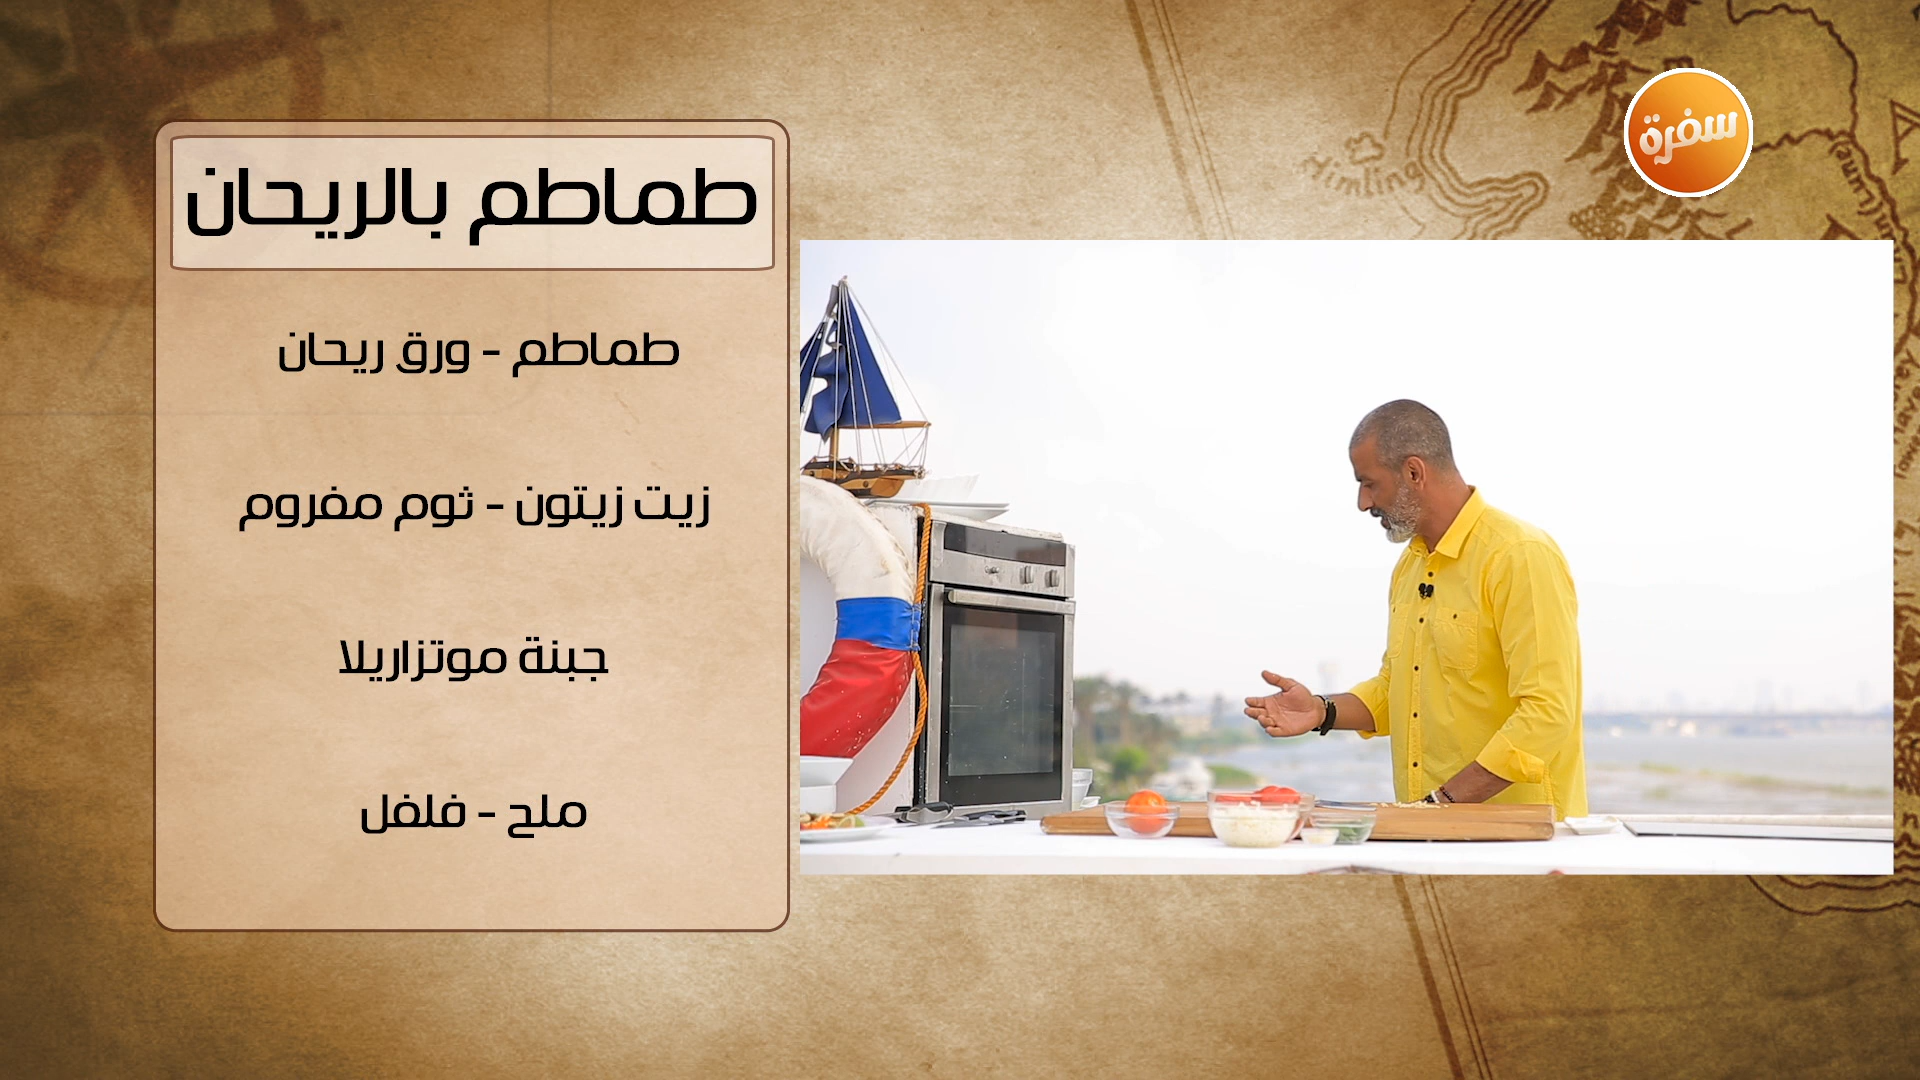 سفرة
طماطم بالريحان
طماطم - ورق ريحان
زيت زيتون - ثوم مفروم
جبنة موتزاريلا
ملح - فلفل